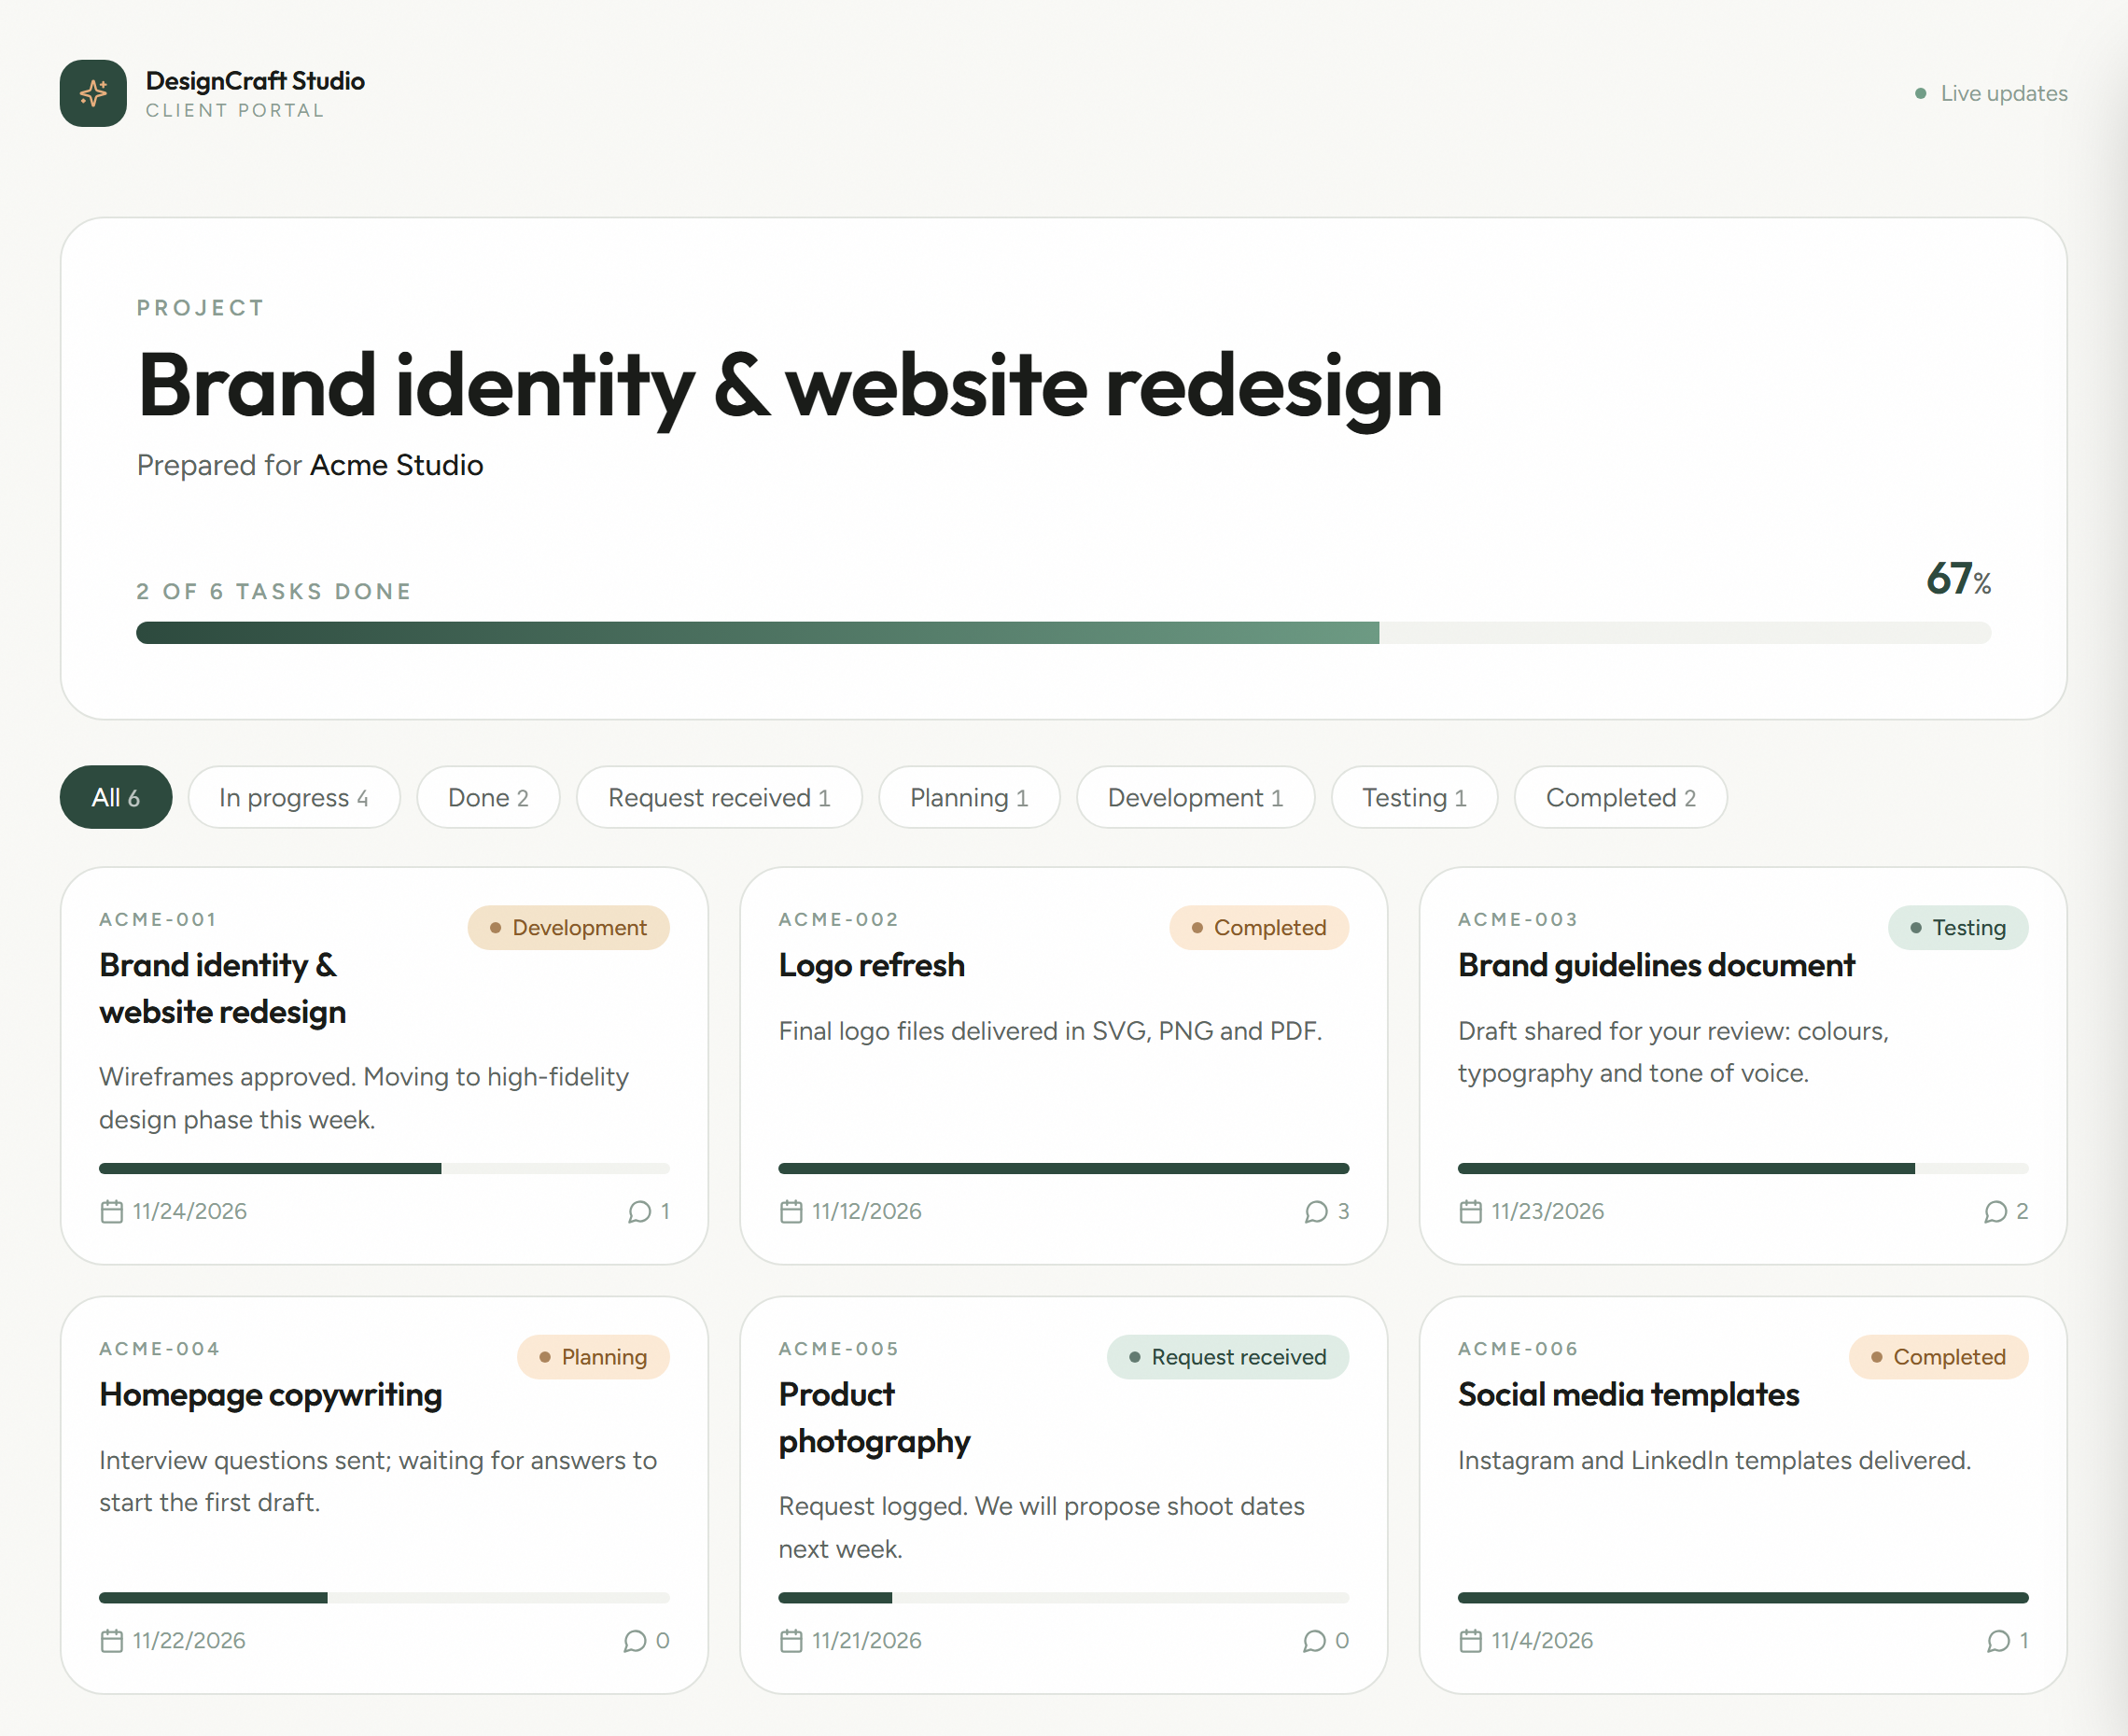 DesignCraft Studio
CLIENT PORTAL
Live updates
PROJECT
Brand identity & website redesign
Prepared for Acme Studio
2 OF 6 TASKS DONE
67%
All 6
In progress 4
Done 2
Request received 1
Planning 1
Development 1
Testing 1
Completed 2
ACME-001
Development
Brand identity &
website redesign
Wireframes approved. Moving to high-fidelity
design phase this week.
11/24/2026
1
ACME-002
Completed
Logo refresh
Final logo files delivered in SVG, PNG and PDF.
11/12/2026
3
ACME-003
Testing
Brand guidelines document
Draft shared for your review: colours,
typography and tone of voice.
11/23/2026
2
ACME-004
Planning
Homepage copywriting
Interview questions sent; waiting for answers to
start the first draft.
11/22/2026
0
ACME-005
Request received
Product
photography
Request logged. We will propose shoot dates
next week.
11/21/2026
0
ACME-006
Completed
Social media templates
Instagram and LinkedIn templates delivered.
11/4/2026
1